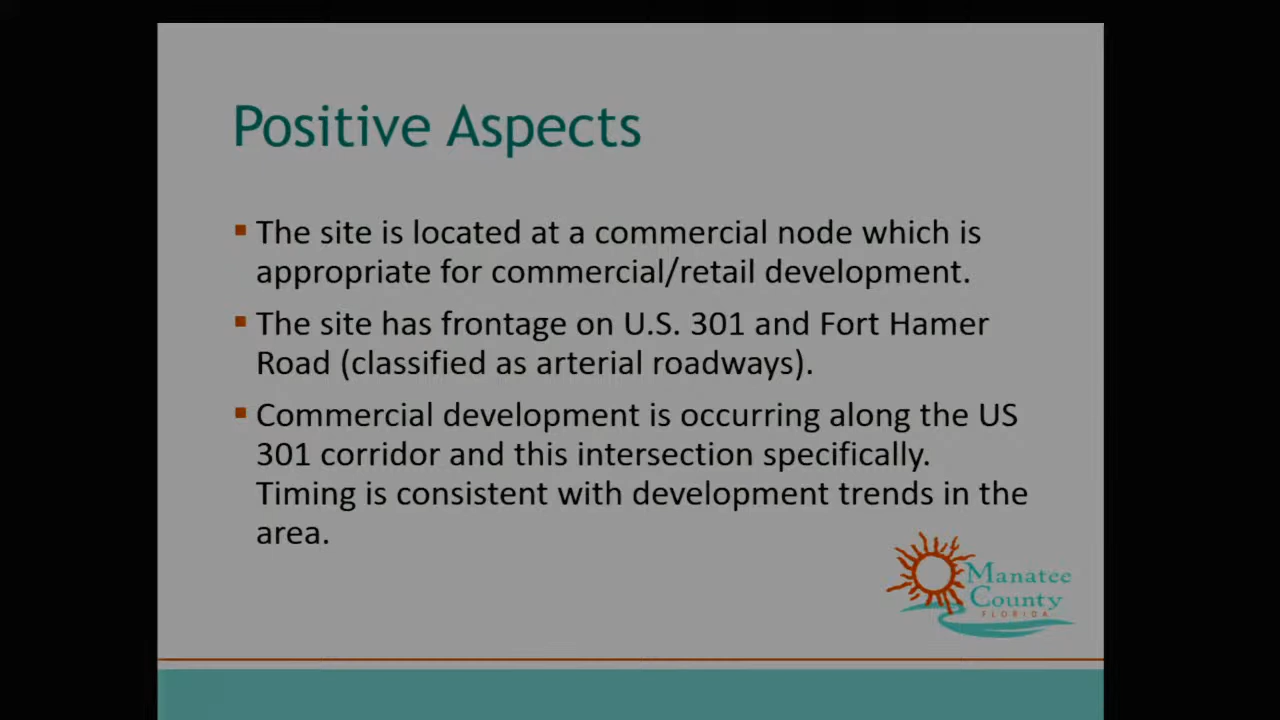 Positive Aspects
The site is located at a commercial node which is
appropriate for commercial/retail development.
The site has frontage on U.S. 301 and Fort Hamer
Road (classified as arterial roadways).
Commercial development is occurring along the US
301 corridor and this intersection specifically.
Timing is consistent with development trends in the
area.
Manatee
County
FLORIDA